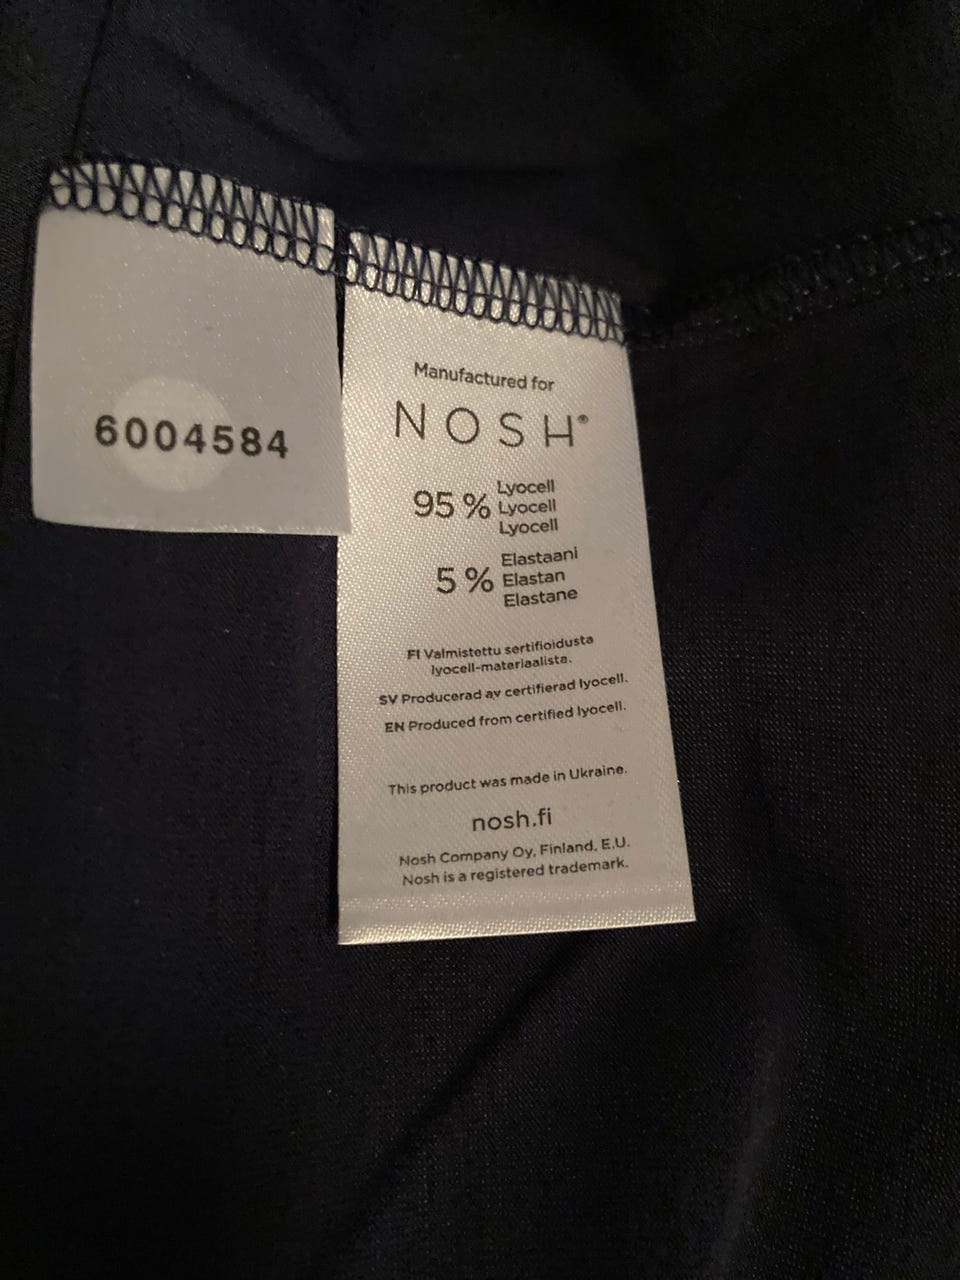 6004584
Manufactured for
NOSH®
95 % Lyocell
Lyocell
Lyocell
5 % Elastaani
Elastan
Elastane
FI Valmistettu sertifioidusta
lyocell-materiaalista.
SV Producerad av certifierad lyocell.
EN Produced from certified lyocell.
This product was made in Ukraine.
nosh.fi
Nosh Company Oy, Finland. E.U.
Nosh is a registered trademark.